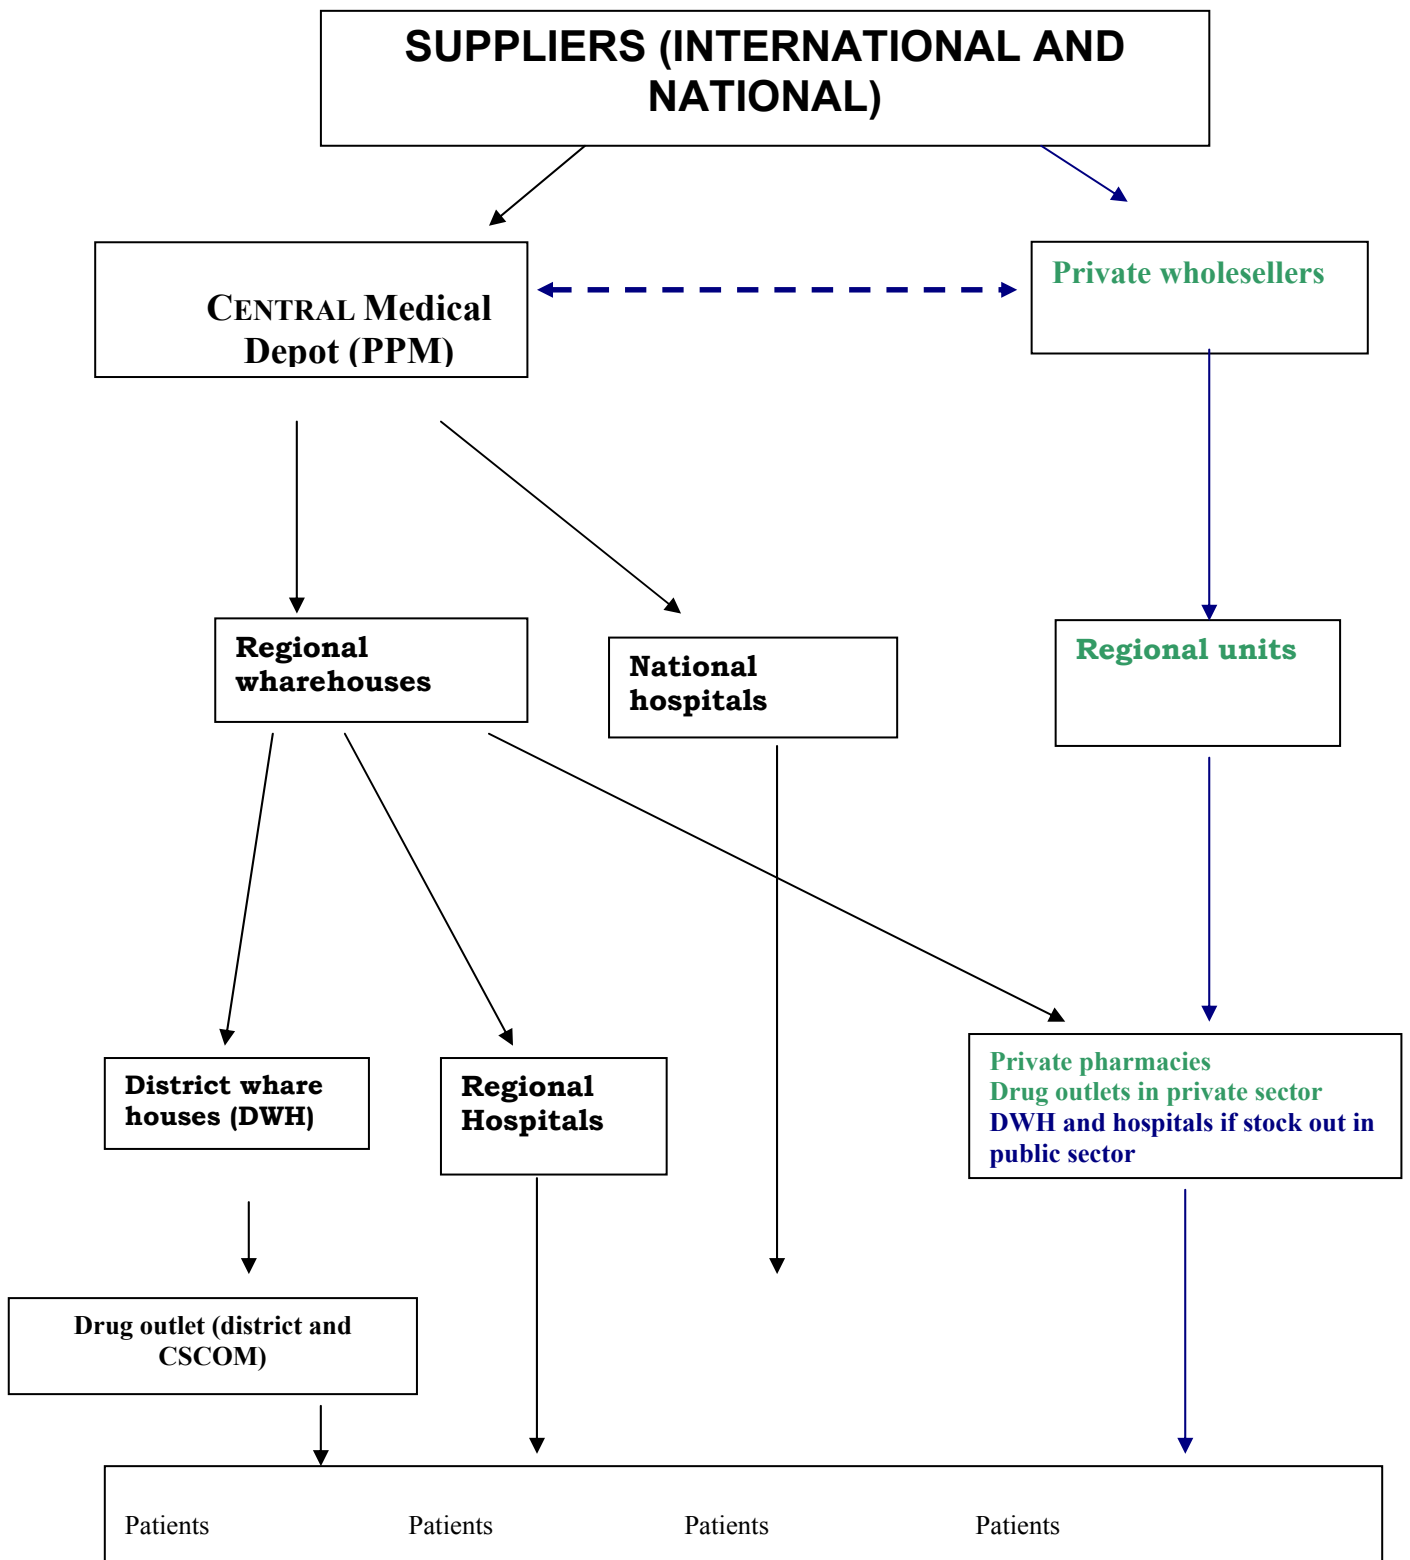 SUPPLIERS (INTERNATIONAL AND
NATIONAL)
CENTRAL Medical
Depot (PPM)
Private wholesellers
Regional
wharehouses
National
hospitals
Regional units
District whare
houses (DWH)
Regional
Hospitals
Private pharmacies
Drug outlets in private sector
DWH and hospitals if stock out in
public sector
Drug outlet (district and
CSCOM)
Patients Patients Patients Patients